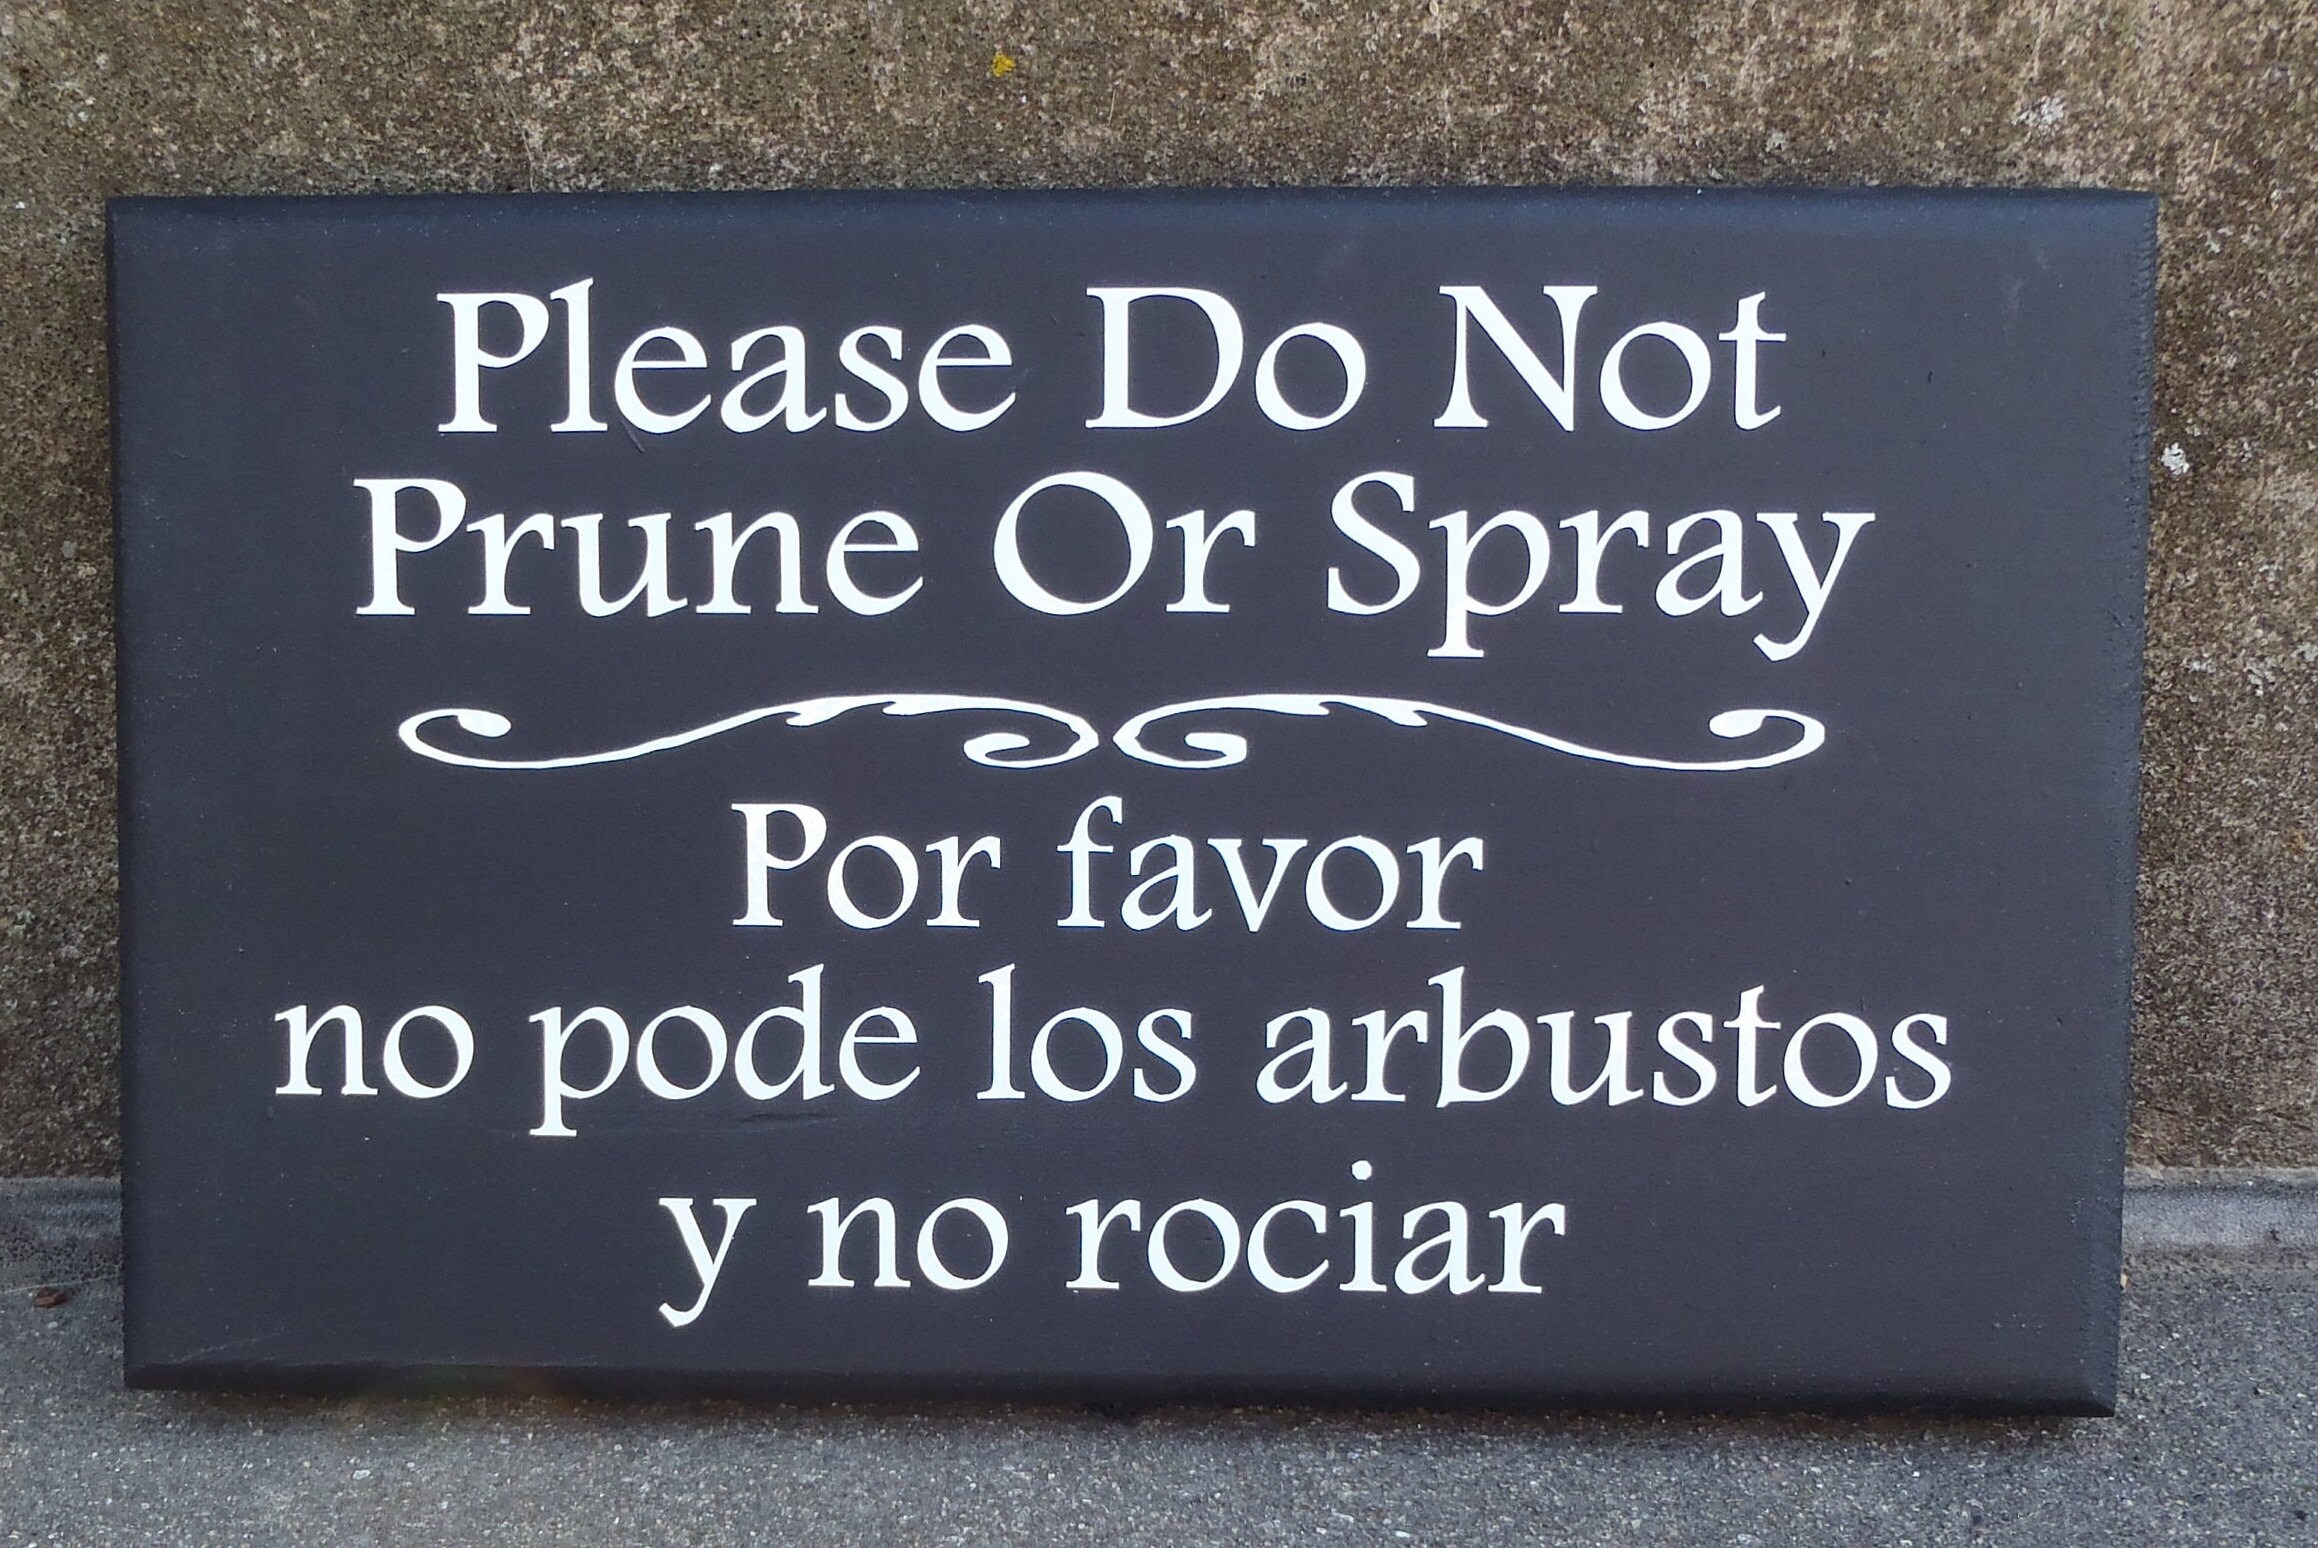 Please Do Not
Prune Or Spray
Por favor
no pode los arbustos
y no rociar